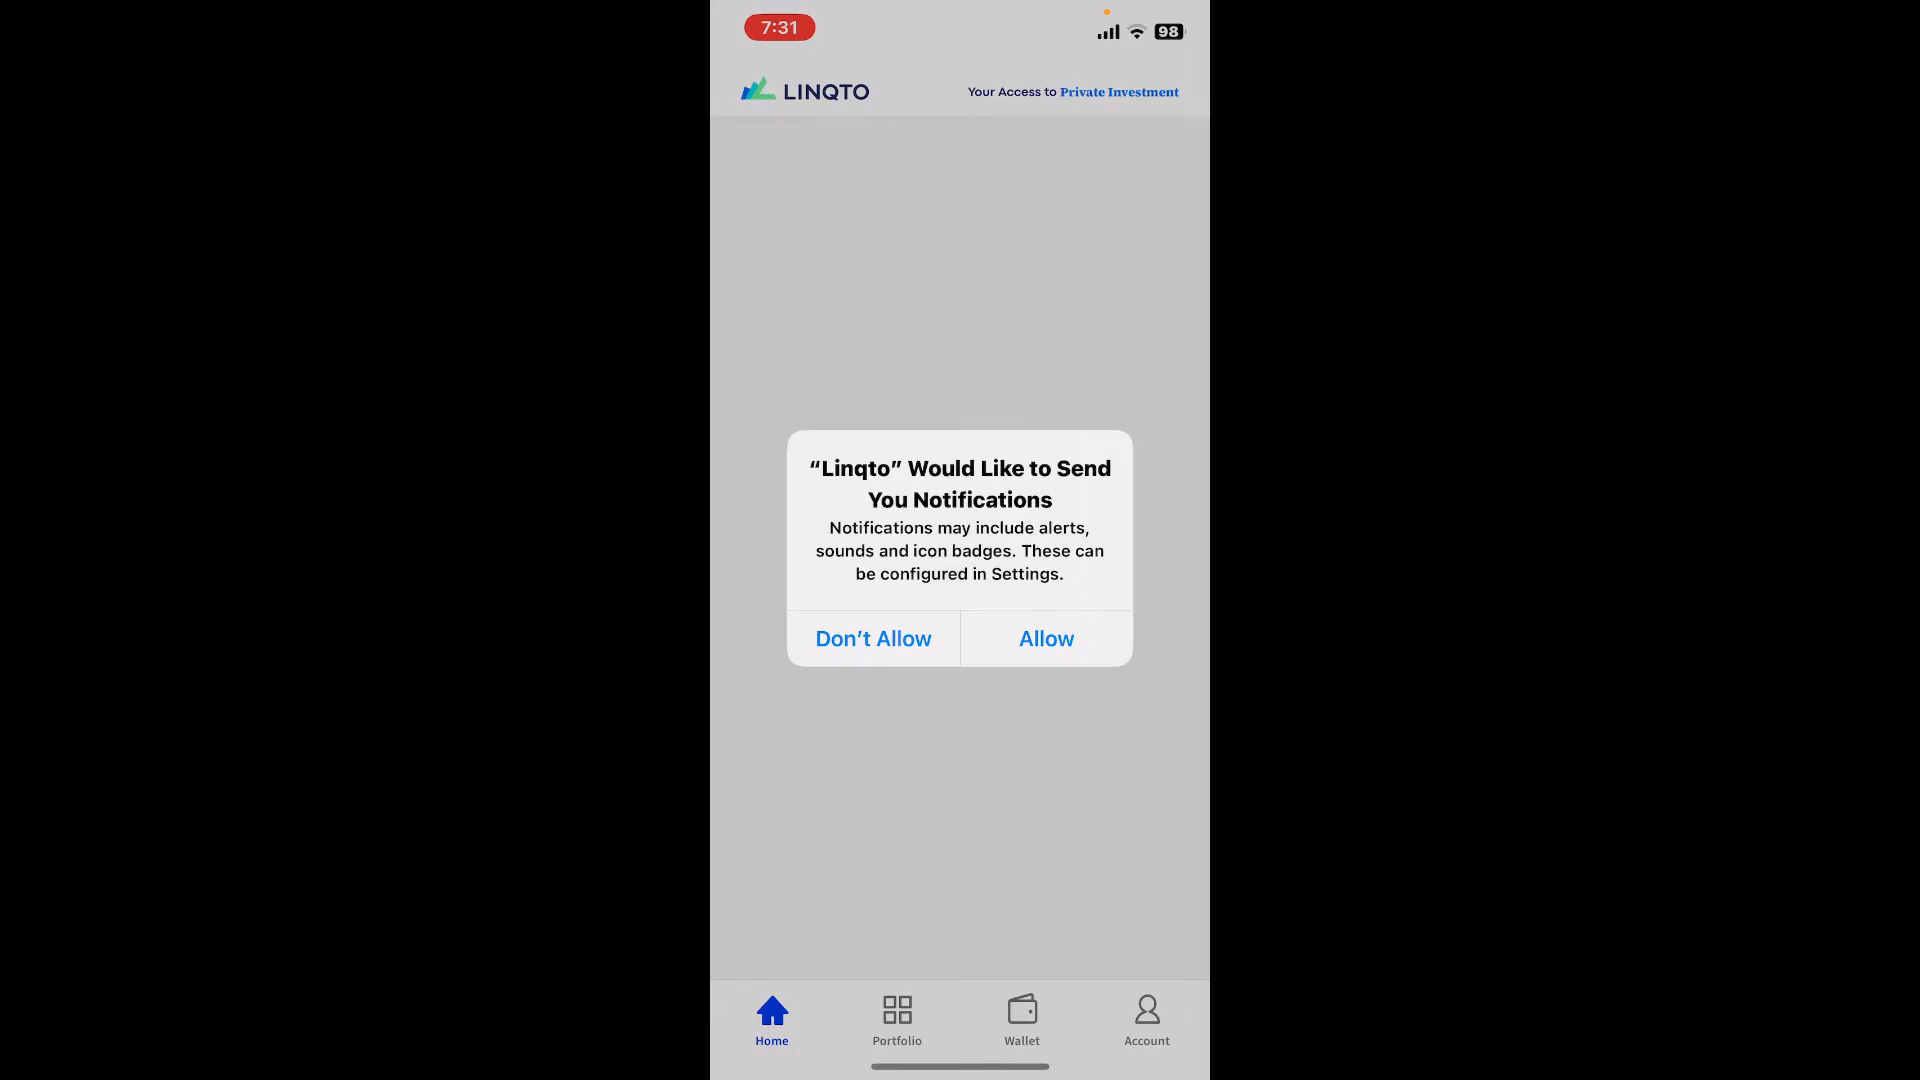 7:31
98
LINQTO
Your Access to Private Investment
“Linqto” Would Like to Send
You Notifications
Notifications may include alerts,
sounds and icon badges. These can
be configured in Settings.
Don’t Allow
Allow
Home
Portfolio
Wallet
Account